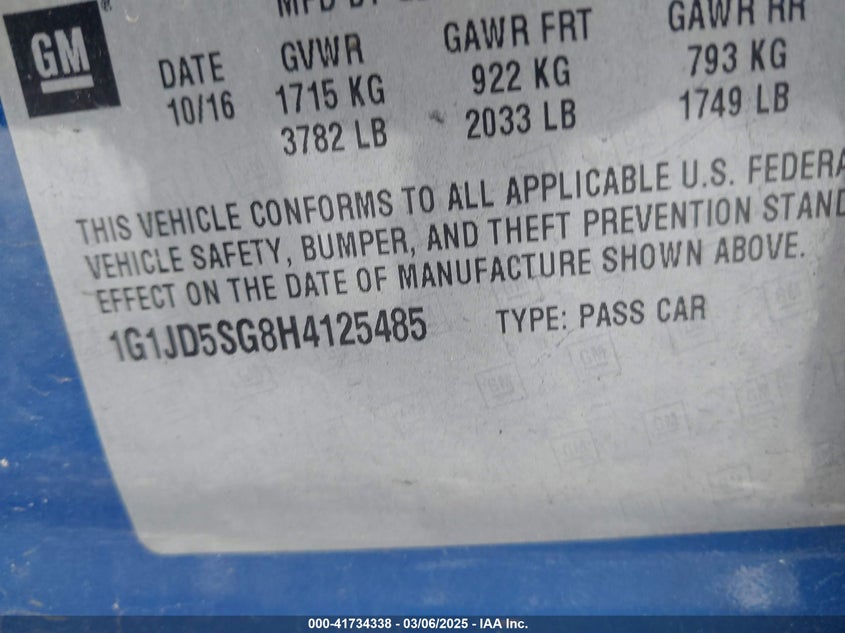 MFD BY
GM
DATE GVWR GAWR FRT GAWR RR
10/16 1715 KG 922 KG 793 KG
3782 LB 2033 LB 1749 LB
THIS VEHICLE CONFORMS TO ALL APPLICABLE U.S. FEDERA
VEHICLE SAFETY, BUMPER, AND THEFT PREVENTION STAND
EFFECT ON THE DATE OF MANUFACTURE SHOWN ABOVE.
1G1JD5SG8H4125485 TYPE: PASS CAR
000-41734338 - 03/06/2025 - IAA Inc.